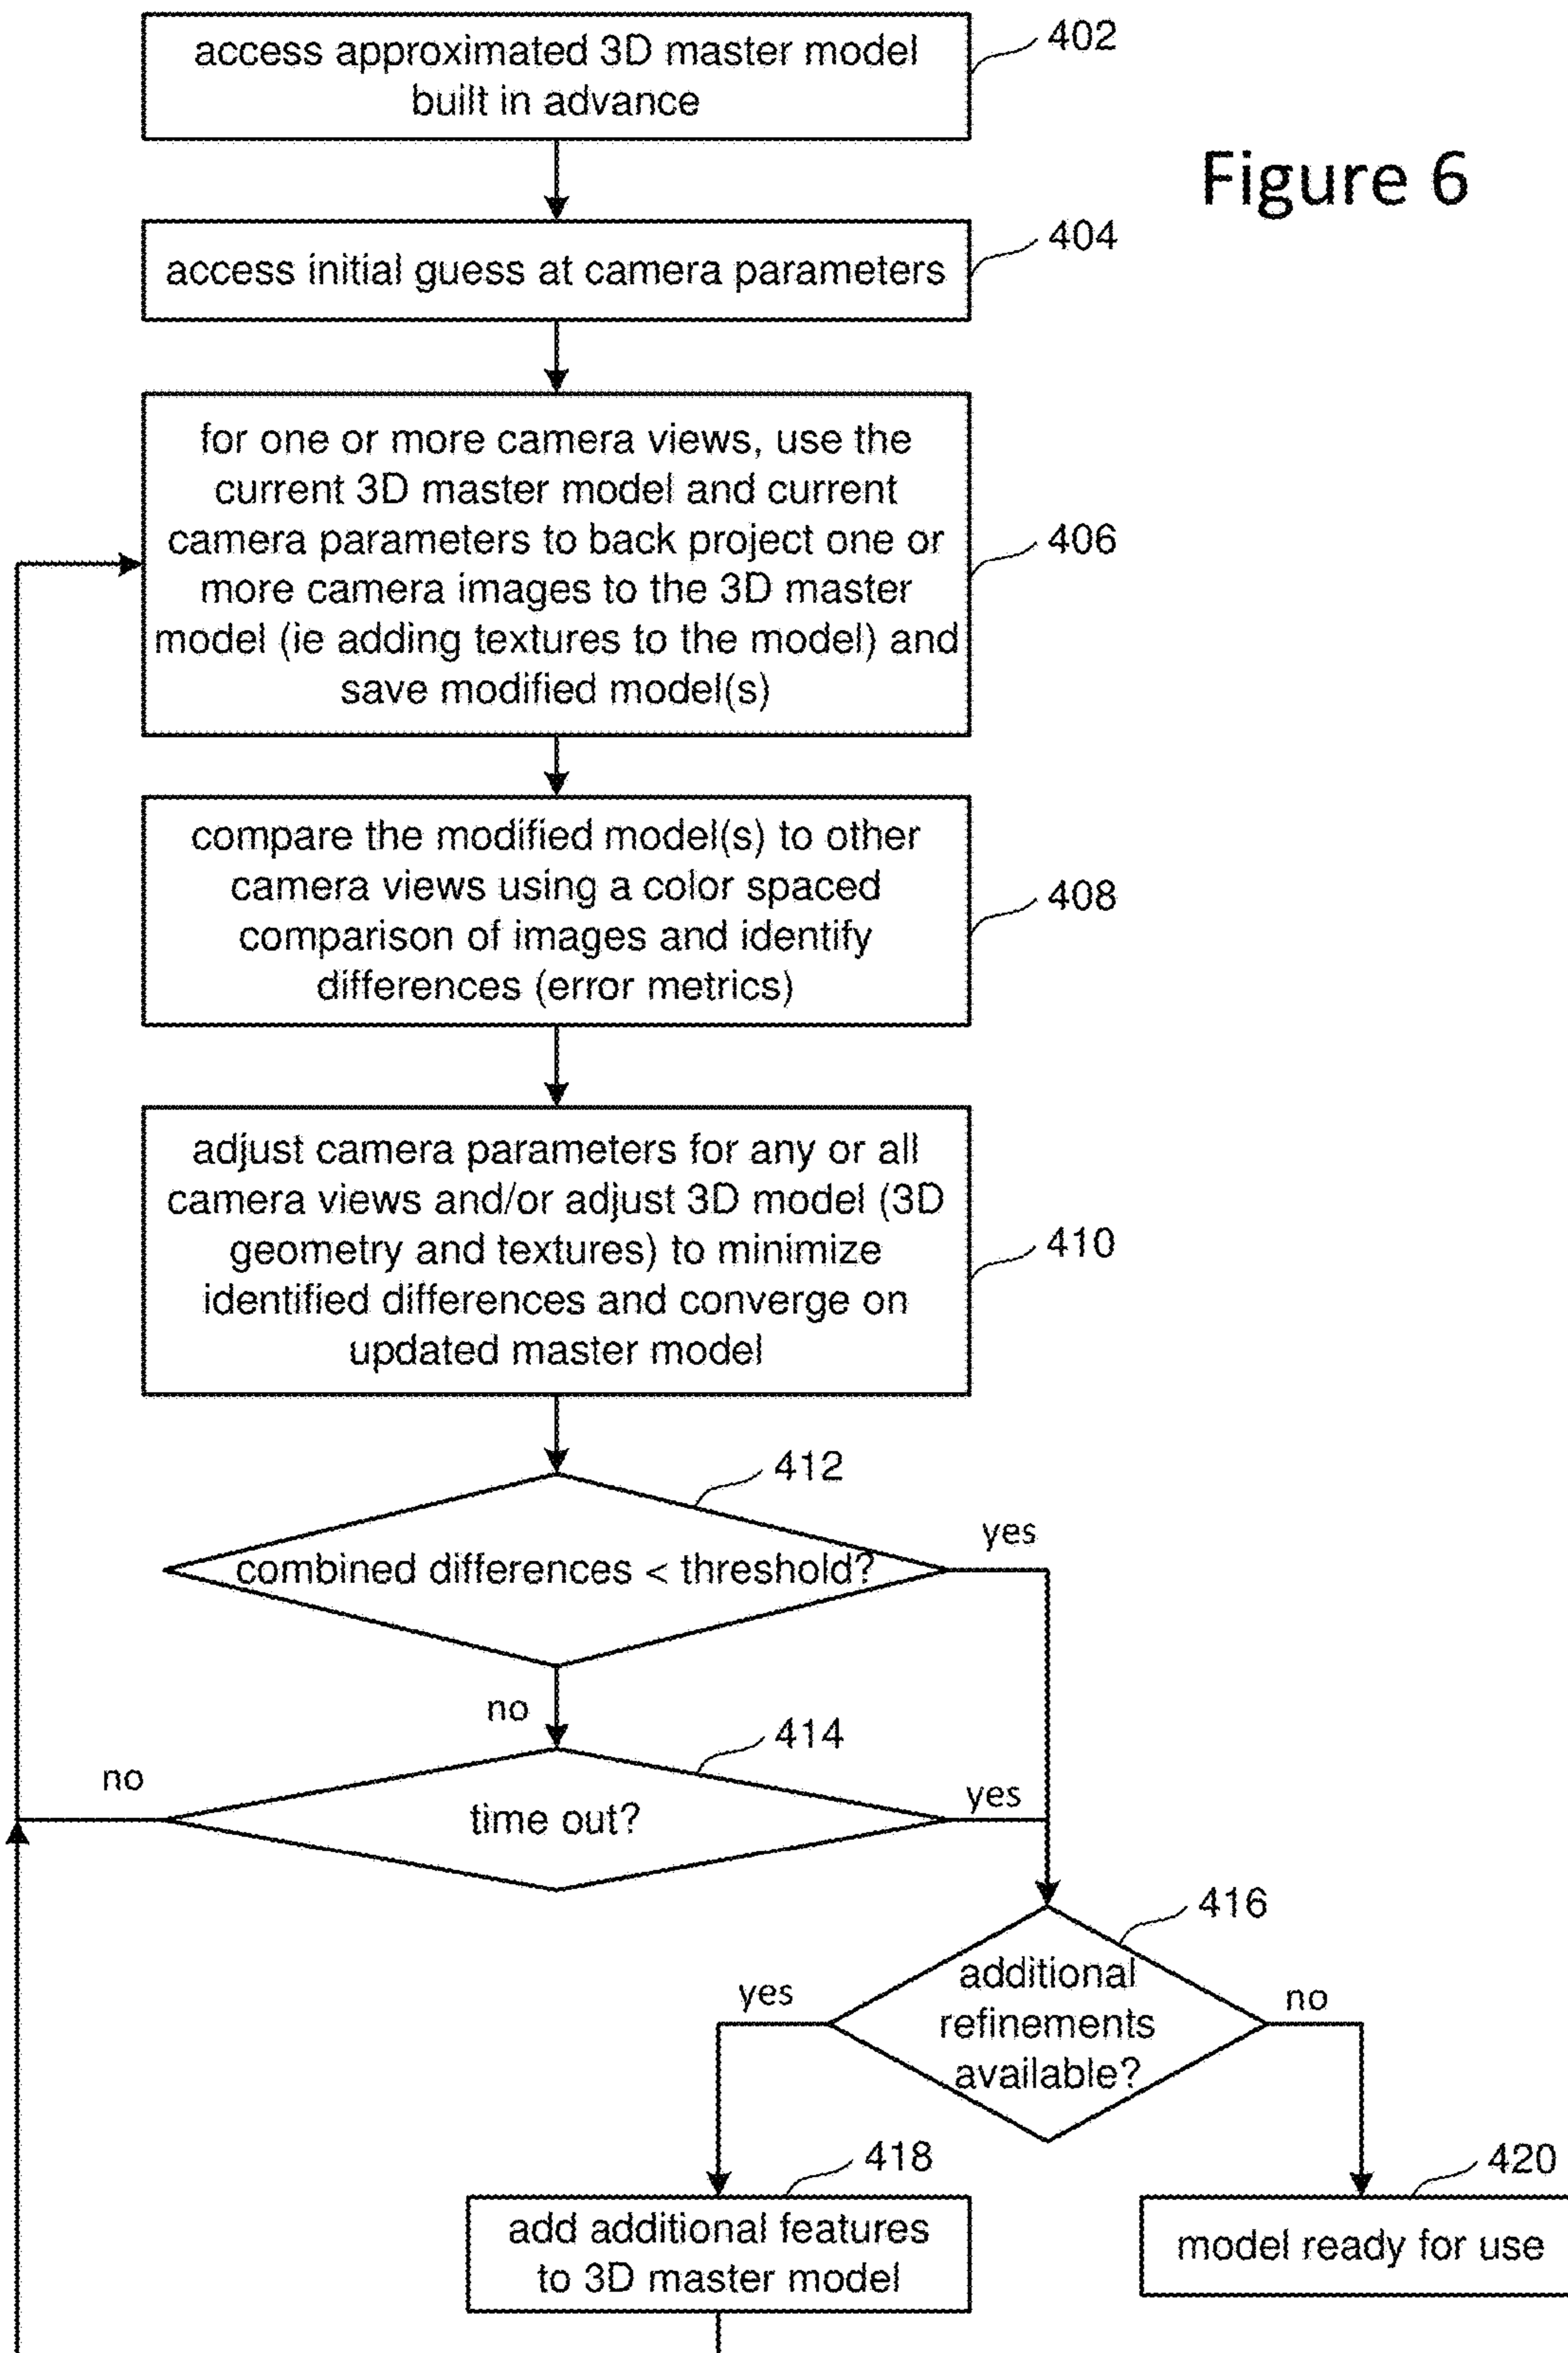 access approximated 3D master model
built in advance
402
Figure 6
access initial guess at camera parameters
404
for one or more camera views, use the
current 3D master model and current
camera parameters to back project one or
more camera images to the 3D master
model (ie adding textures to the model) and
save modified model(s)
406
compare the modified model(s) to other
camera views using a color spaced
comparison of images and identify
differences (error metrics)
408
adjust camera parameters for any or all
camera views and/or adjust 3D model (3D
geometry and textures) to minimize
identified differences and converge on
updated master model
410
412
combined differences < threshold?
yes
no
414
time out?
no
yes
416
additional
refinements
available?
yes
no
418
add additional features
to 3D master model
420
model ready for use